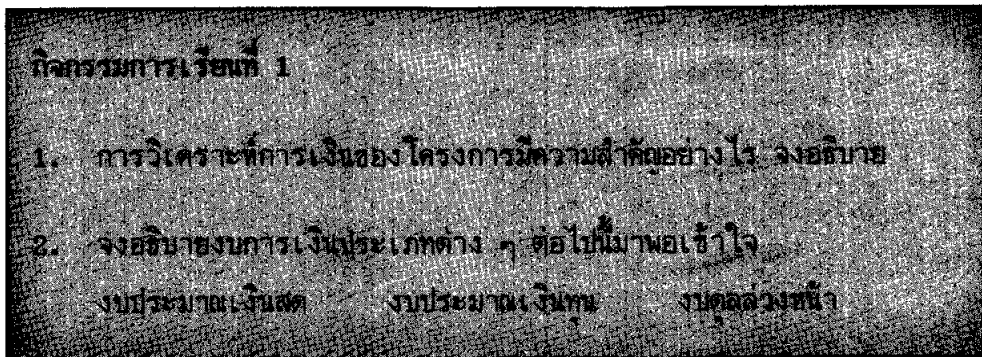 กิจกรรมการเรียนที่ 1
1. การวิเคราะห์การเงินของโครงการมีความสำคัญอย่างไร จงอธิบาย
2. จงอธิบายงบการเงินประเภทต่าง ๆ ต่อไปนี้มาพอเข้าใจ
งบประมาณเงินสด งบประมาณเงินทุน งบดุลล่วงหน้า